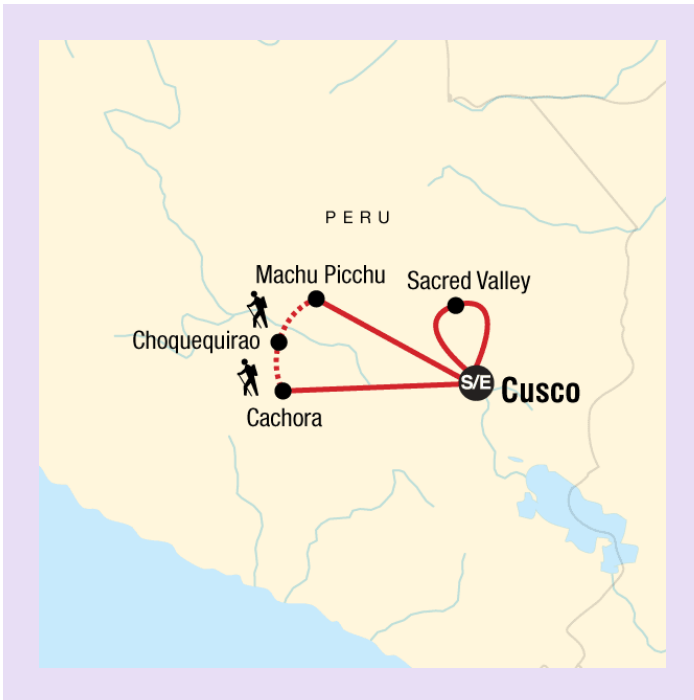 PERU
Machu Picchu
Sacred Valley
Choquequirao
S/E
Cusco
Cachora